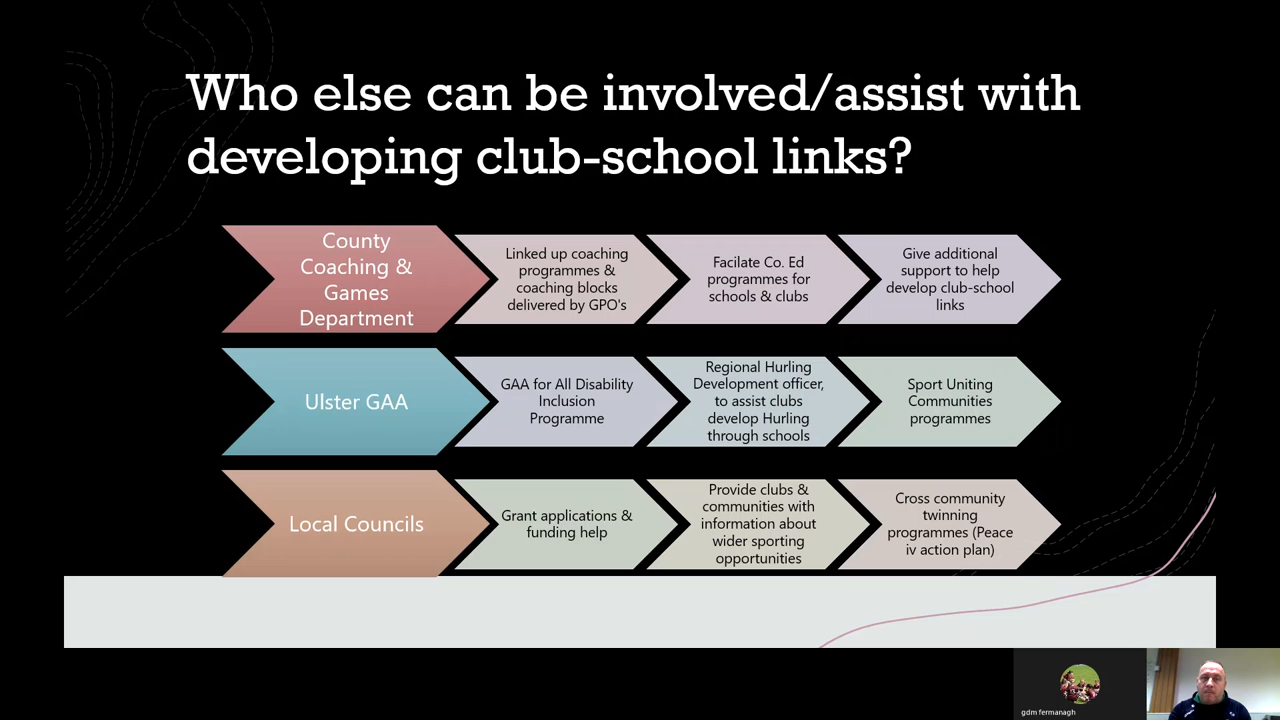 Who else can be involved/assist with
developing club-school links?
County
Coaching &
Games
Department
Linked up coaching
programmes &
coaching blocks
delivered by GPO's
Facilate Co. Ed
programmes for
schools & clubs
Give additional
support to help
develop club-school
links
Ulster GAA
GAA for All Disability
Inclusion
Programme
Regional Hurling
Development officer,
to assist clubs
develop Hurling
through schools
Sport Uniting
Communities
programmes
Local Councils
Grant applications &
funding help
Provide clubs &
communities with
information about
wider sporting
opportunities
Cross community
twinning
programmes (Peace
iv action plan)
gdm fermanagh